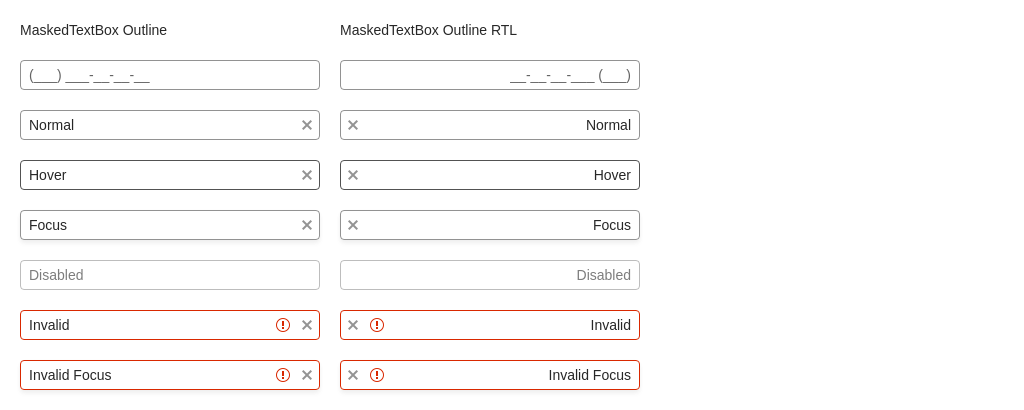 MaskedTextBox Outline MaskedTextBox Outline RTL
(___) ___-__-__-__ __-__-__-___ (___)
Normal Normal
Hover Hover
Focus Focus
Disabled Disabled
Invalid Invalid
Invalid Focus Invalid Focus